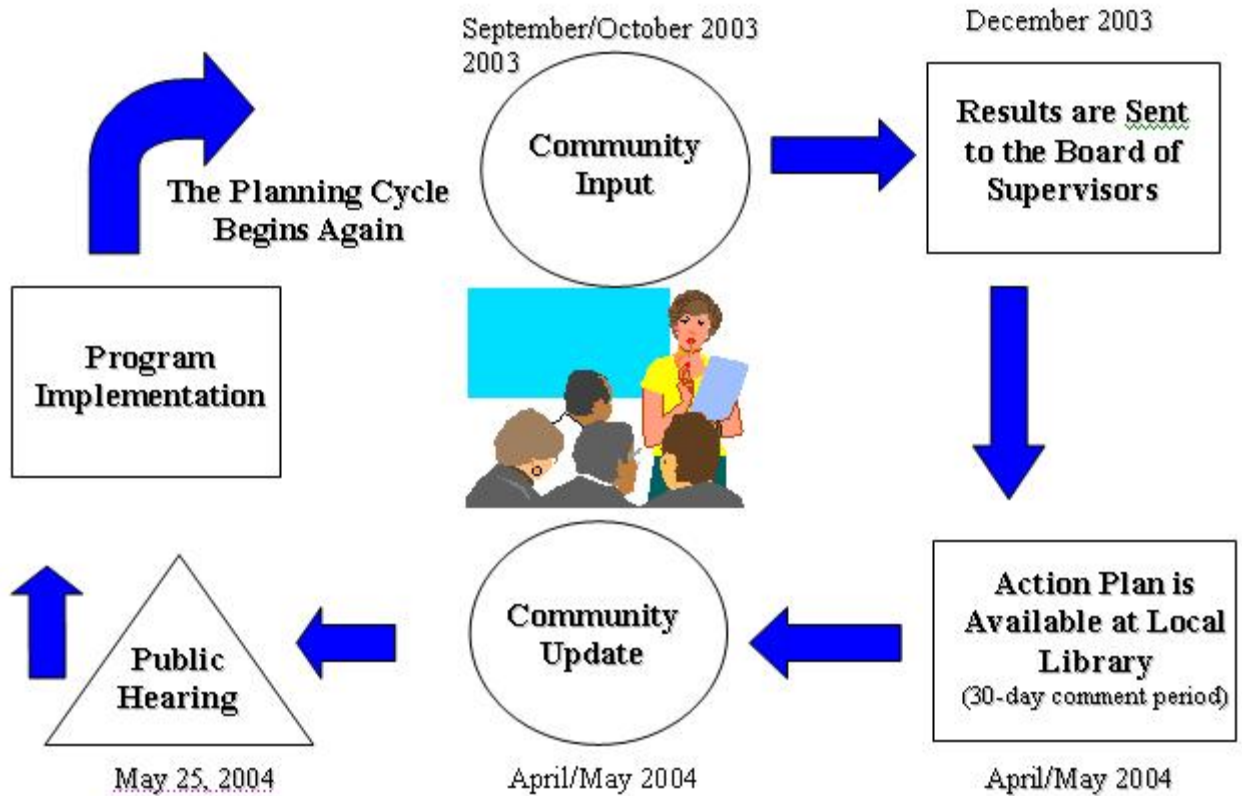 September/October 2003
2003
Community
Input
December 2003
Results are Sent
to the Board of
Supervisors
Action Plan is
Available at Local
Library
(30-day comment period)
April/May 2004
Community
Update
April/May 2004
Public
Hearing
May 25, 2004
Program
Implementation
The Planning Cycle
Begins Again